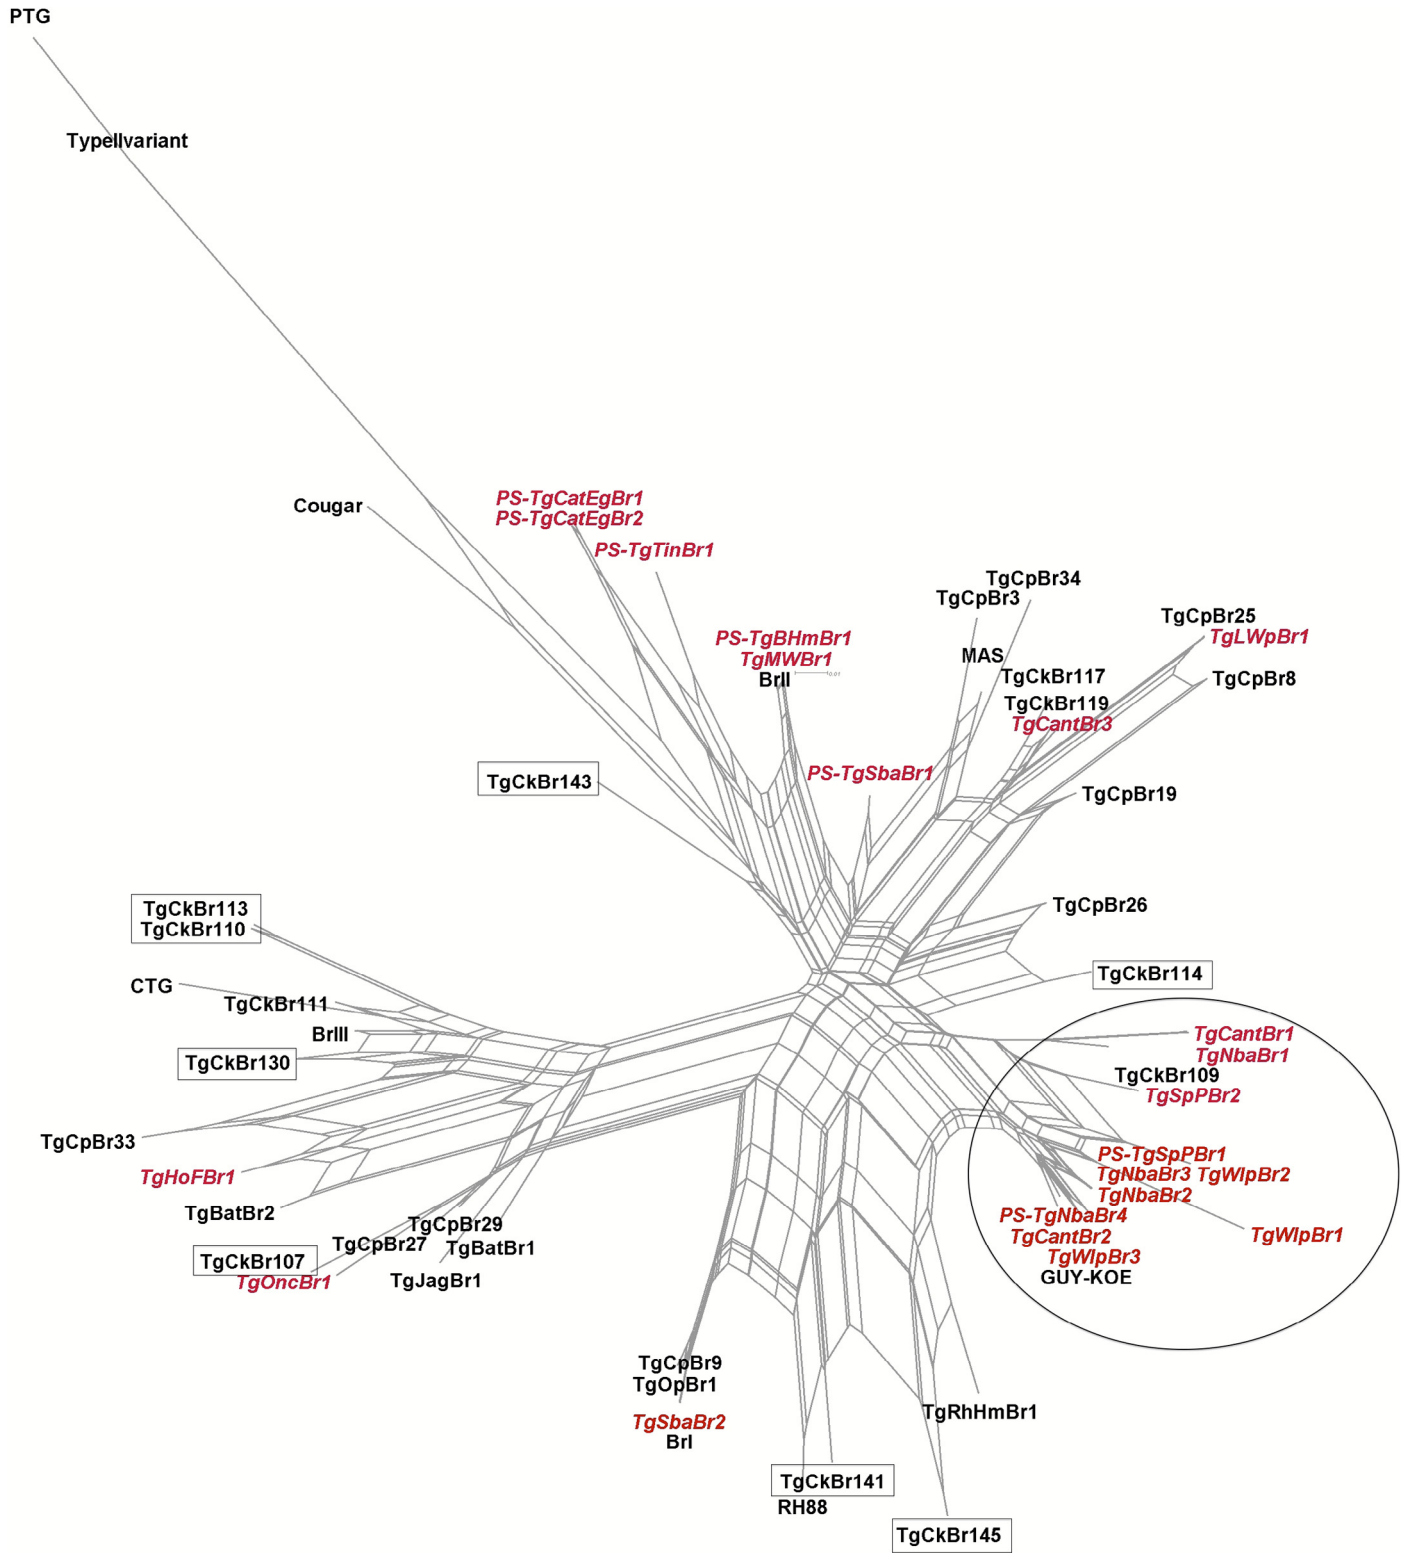 PTG
TypeIIvariant
Cougar
PS-TgCatEgBr1
PS-TgCatEgBr2
PS-TgTinBr1
TgCpBr34
TgCpBr3
TgCpBr25
TgLWpBr1
PS-TgBHmBr1
TgMWBr1
BrII
0.01
MAS
TgCkBr117
TgCpBr8
TgCkBr119
TgCantBr3
PS-TgSbaBr1
TgCkBr143
TgCpBr19
TgCkBr113
TgCkBr110
TgCpBr26
CTG
TgCkBr114
TgCkBr111
BrIII
TgCkBr130
TgCantBr1
TgNbaBr1
TgCkBr109
TgSpPBr2
TgCpBr33
TgHoFBr1
TgBatBr2
PS-TgSpPBr1
TgNbaBr3 TgWlpBr2
TgNbaBr2
PS-TgNbaBr4
TgCantBr2
TgWlpBr1
TgWlpBr3
GUY-KOE
TgCpBr29
TgCpBr27
TgBatBr1
TgCkBr107
TgOncBr1
TgJagBr1
TgCpBr9
TgOpBr1
TgSbaBr2
BrI
TgRhHmBr1
TgCkBr141
RH88
TgCkBr145